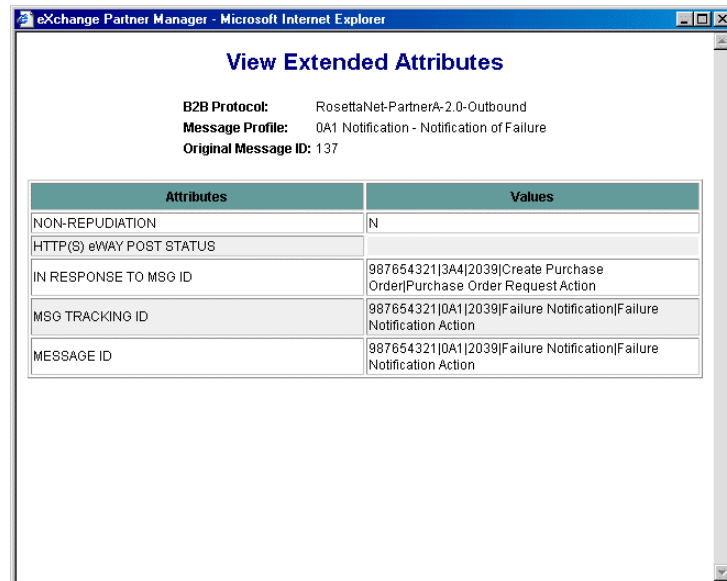 eXchange Partner Manager - Microsoft Internet Explorer
View Extended Attributes
B2B Protocol: RosettaNet-PartnerA-2.0-Outbound
Message Profile: 0A1 Notification - Notification of Failure
Original Message ID: 137
Attributes Values
NON-REPUDIATION N
HTTP(S) eWAY POST STATUS
IN RESPONSE TO MSG ID 987654321|3A4|2039|Create Purchase
Order|Purchase Order Request Action
MSG TRACKING ID 987654321|0A1|2039|Failure Notification|Failure
Notification Action
MESSAGE ID 987654321|0A1|2039|Failure Notification|Failure
Notification Action